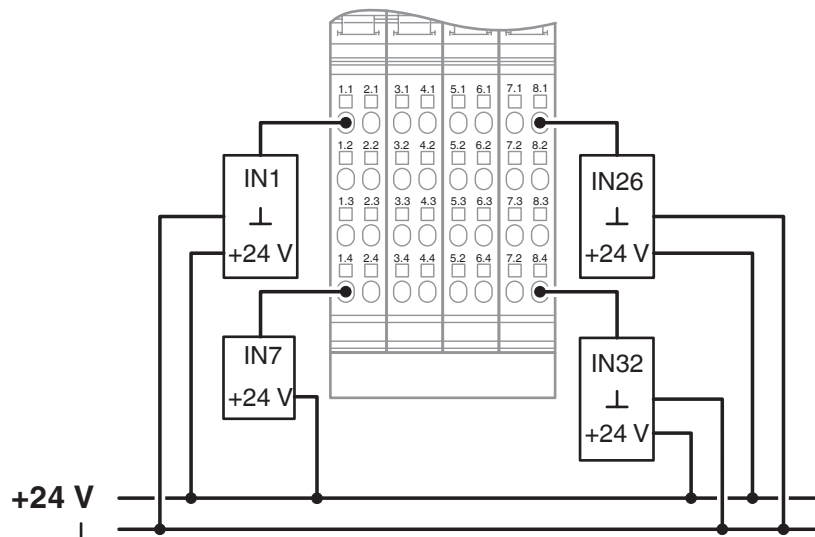 1.1 2.1 3.1 4.1 5.1 6.1 7.1 8.1
1.2 2.2 3.2 4.2 5.2 6.2 7.2 8.2
1.3 2.3 3.3 4.3 5.3 6.3 7.3 8.3
1.4 2.4 3.4 4.4 5.2 6.4 7.2 8.4
IN1
+24 V
IN7
+24 V
IN26
+24 V
IN32
+24 V
+24 V